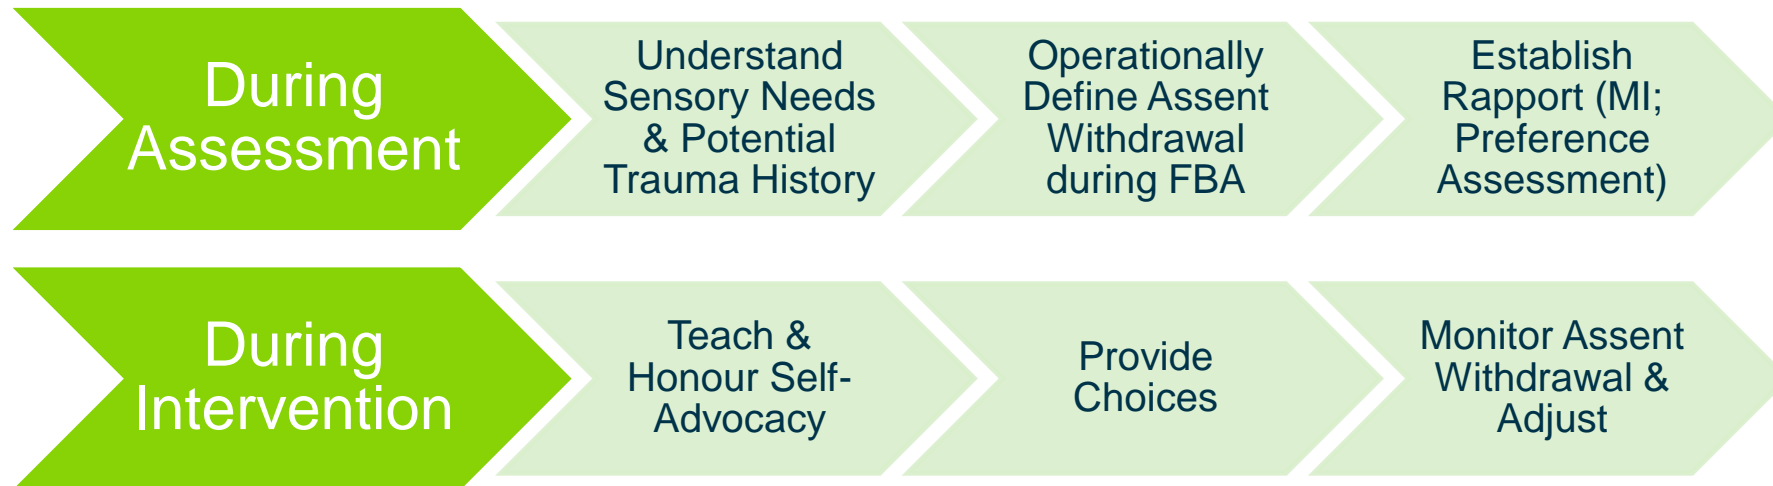 During
Assessment
Understand
Sensory Needs
& Potential
Trauma History
Operationally
Define Assent
Withdrawal
during FBA
Establish
Rapport (MI;
Preference
Assessment)
During
Intervention
Teach &
Honour Self-
Advocacy
Provide
Choices
Monitor Assent
Withdrawal &
Adjust